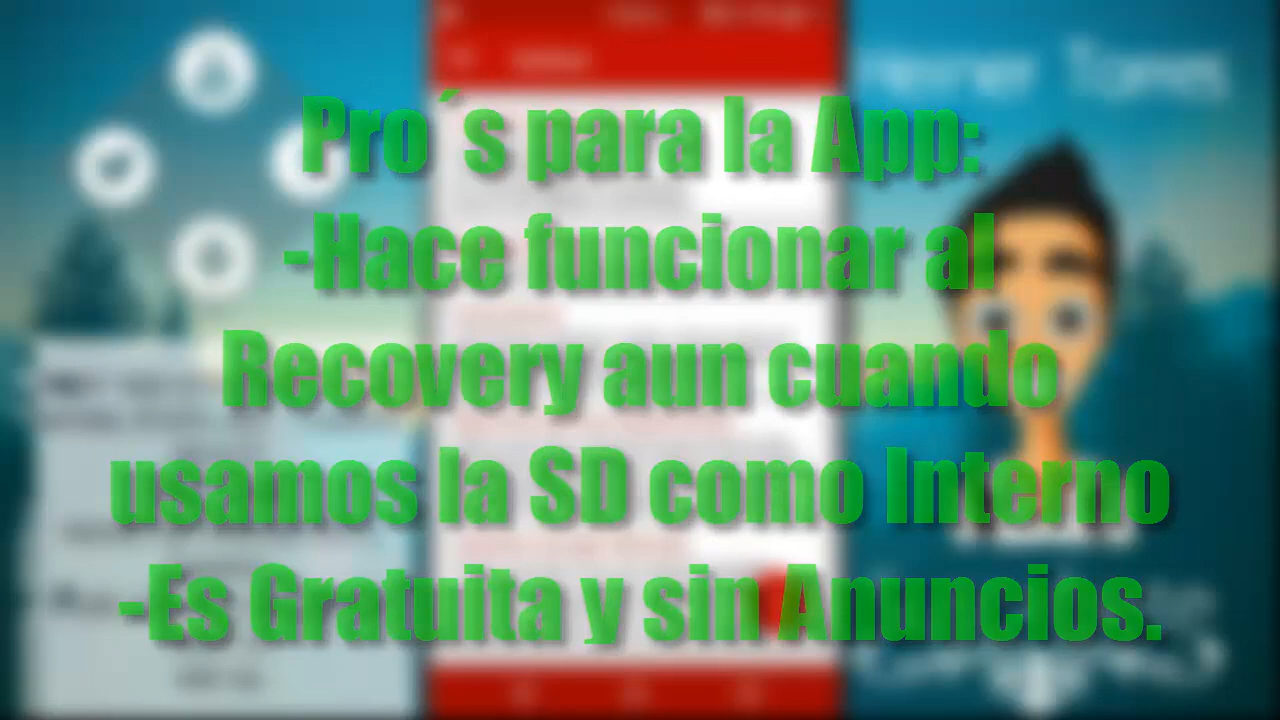 Pro´s para la App:
-Hace funcionar al
Recovery aun cuando
usamos la SD como Interno
-Es Gratuita y sin Anuncios.